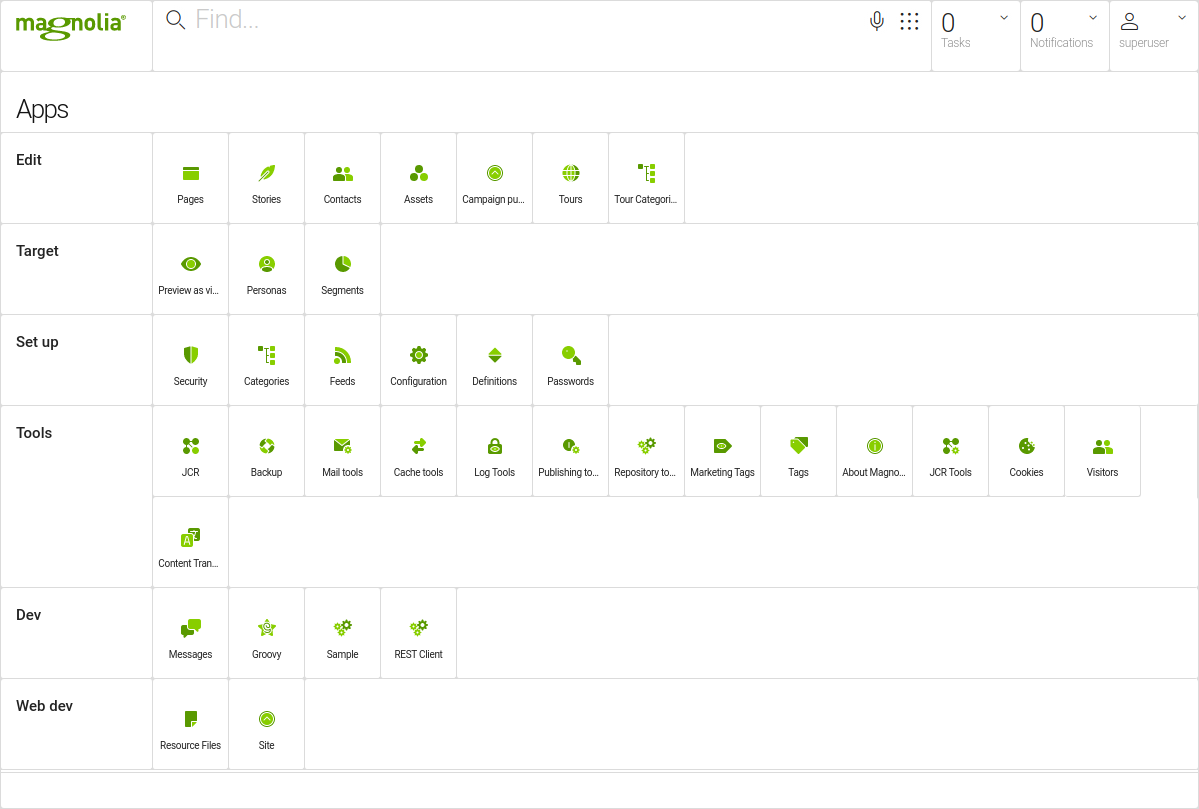 magnolia®
Find...
0
Tasks
0
Notifications
superuser
Apps
Edit
Pages
Stories
Contacts
Assets
Campaign pu...
Tours
Tour Categori...
Target
Preview as vi...
Personas
Segments
Set up
Security
Categories
Feeds
Configuration
Definitions
Passwords
Tools
JCR
Backup
Mail tools
Cache tools
Log Tools
Publishing to...
Repository to...
Marketing Tags
Tags
About Magno...
JCR Tools
Cookies
Visitors
Content Tran...
Dev
Messages
Groovy
Sample
REST Client
Web dev
Resource Files
Site